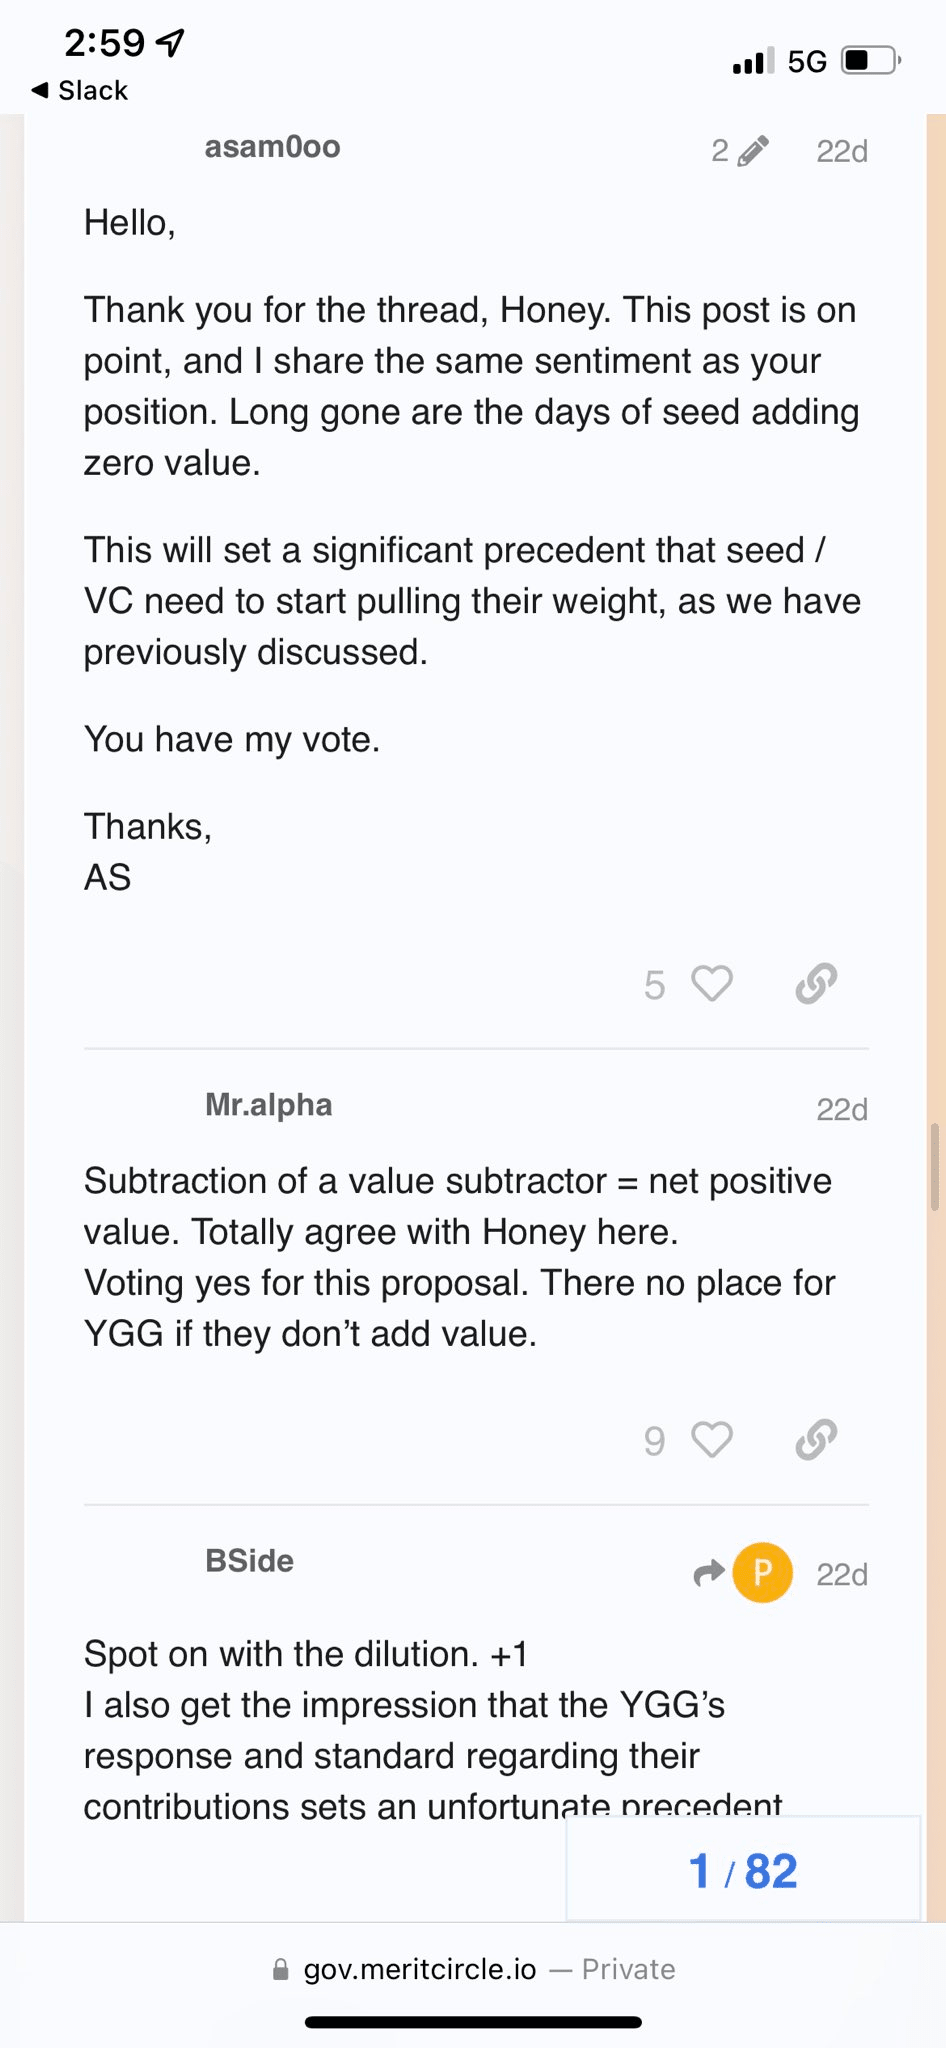 2:59
5G
◀ Slack
asam0oo
2
22d
Hello,
Thank you for the thread, Honey. This post is on
point, and I share the same sentiment as your
position. Long gone are the days of seed adding
zero value.
This will set a significant precedent that seed /
VC need to start pulling their weight, as we have
previously discussed.
You have my vote.
Thanks,
AS
5
Mr.alpha
22d
Subtraction of a value subtractor = net positive
value. Totally agree with Honey here.
Voting yes for this proposal. There no place for
YGG if they don’t add value.
9
BSide
P
22d
Spot on with the dilution. +1
I also get the impression that the YGG’s
response and standard regarding their
contributions sets an unfortunate precedent
1 / 82
gov.meritcircle.io — Private